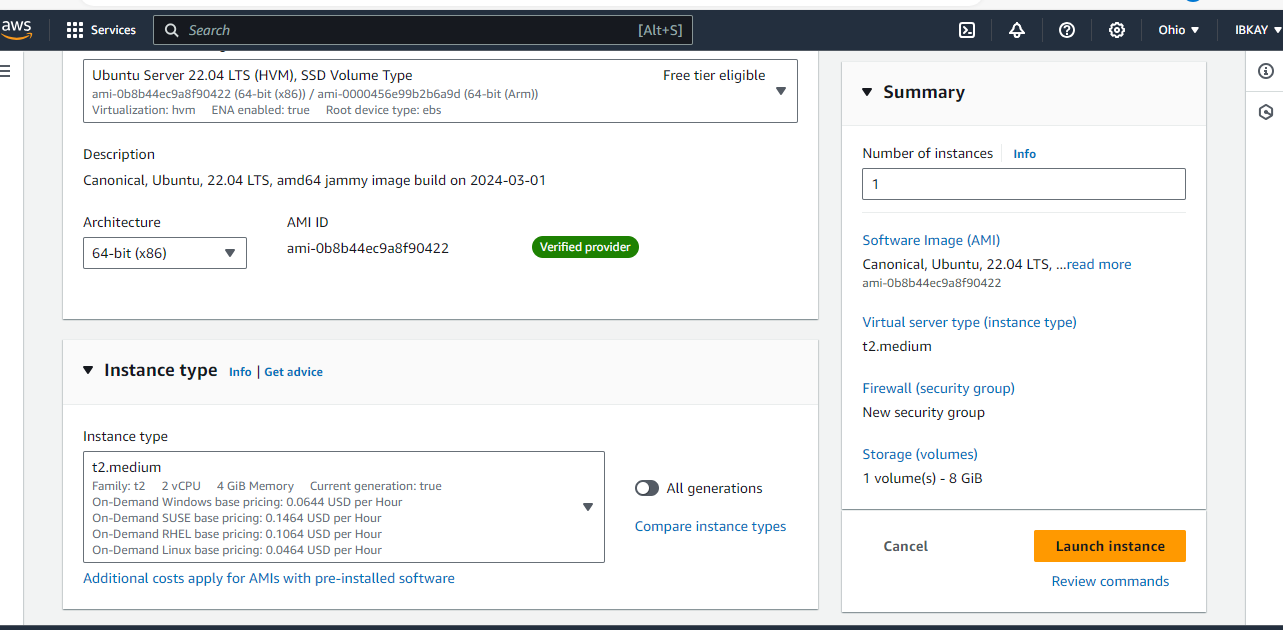 aws
Services
Search
[Alt+S]
Ohio
IBKAY
Ubuntu Server 22.04 LTS (HVM), SSD Volume Type
Free tier eligible
ami-0b8b44ec9a8f90422 (64-bit (x86)) / ami-0000456e99b2b6a9d (64-bit (Arm))
Virtualization: hvm ENA enabled: true Root device type: ebs
Description
Canonical, Ubuntu, 22.04 LTS, amd64 jammy image build on 2024-03-01
Architecture
AMI ID
64-bit (x86)
ami-0b8b44ec9a8f90422
Verified provider
Instance type
Info | Get advice
Instance type
t2.medium
Family: t2 2 vCPU 4 GiB Memory Current generation: true
On-Demand Windows base pricing: 0.0644 USD per Hour
On-Demand SUSE base pricing: 0.1464 USD per Hour
On-Demand RHEL base pricing: 0.1064 USD per Hour
On-Demand Linux base pricing: 0.0464 USD per Hour
All generations
Compare instance types
Additional costs apply for AMIs with pre-installed software
Summary
Number of instances
Info
1
Software Image (AMI)
Canonical, Ubuntu, 22.04 LTS, ...read more
ami-0b8b44ec9a8f90422
Virtual server type (instance type)
t2.medium
Firewall (security group)
New security group
Storage (volumes)
1 volume(s) - 8 GiB
Cancel
Launch instance
Review commands